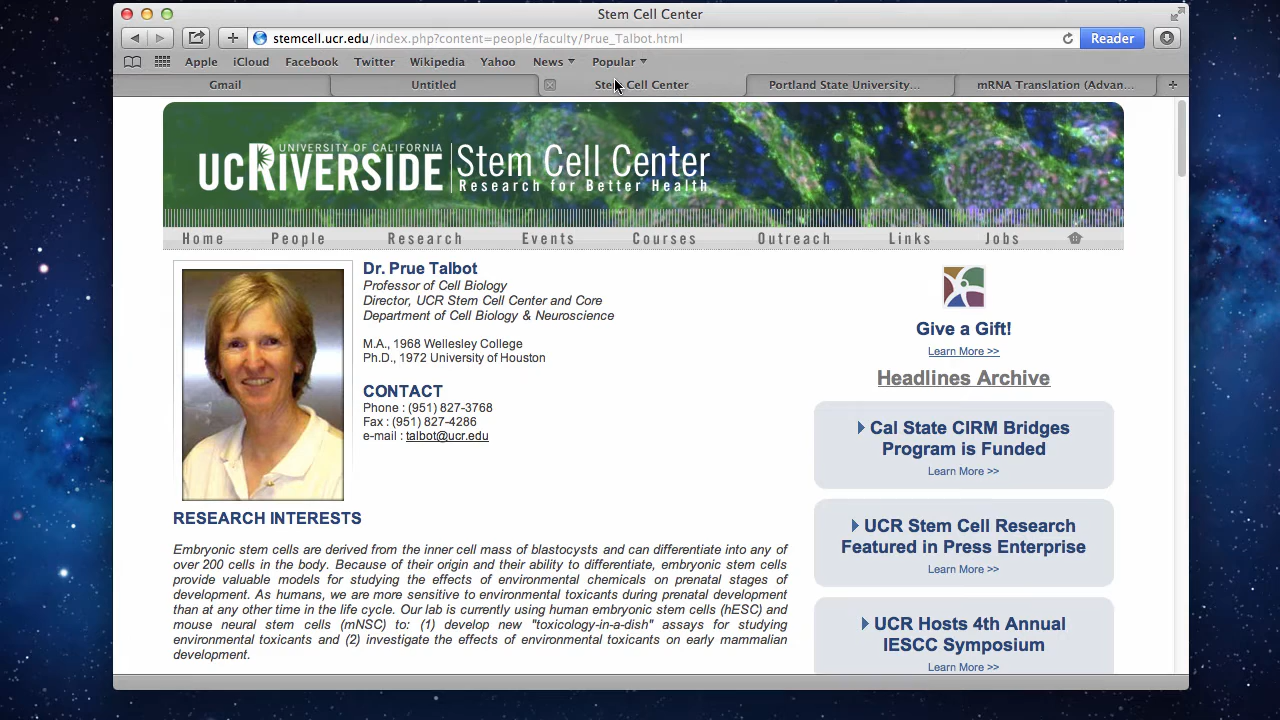 Stem Cell Center
stemcell.ucr.edu/index.php?content=people/faculty/Prue_Talbot.html
Reader
Apple iCloud Facebook Twitter Wikipedia Yahoo News Popular
Gmail Untitled Stem Cell Center Portland State University... mRNA Translation (Advan...
UNIVERSITY OF CALIFORNIA
UCRIVERSIDE Stem Cell Center
Research for Better Health
Home People Research Events Courses Outreach Links Jobs
Dr. Prue Talbot
Professor of Cell Biology
Director, UCR Stem Cell Center and Core
Department of Cell Biology & Neuroscience
M.A., 1968 Wellesley College
Ph.D., 1972 University of Houston
CONTACT
Phone : (951) 827-3768
Fax : (951) 827-4286
e-mail : talbot@ucr.edu
RESEARCH INTERESTS
Embryonic stem cells are derived from the inner cell mass of blastocysts and can differentiate into any of
over 200 cells in the body. Because of their origin and their ability to differentiate, embryonic stem cells
provide valuable models for studying the effects of environmental chemicals on prenatal stages of
development. As humans, we are more sensitive to environmental toxicants during prenatal development
than at any other time in the life cycle. Our lab is currently using human embryonic stem cells (hESC) and
mouse neural stem cells (mNSC) to: (1) develop new "toxicology-in-a-dish" assays for studying
environmental toxicants and (2) investigate the effects of environmental toxicants on early mammalian
development.
Give a Gift!
Learn More >>
Headlines Archive
Cal State CIRM Bridges
Program is Funded
Learn More >>
UCR Stem Cell Research
Featured in Press Enterprise
Learn More >>
UCR Hosts 4th Annual
IESCC Symposium
Learn More >>